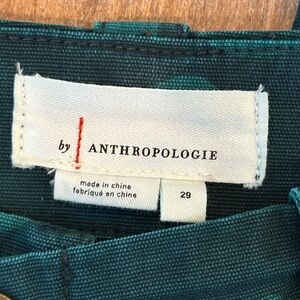 by ANTHROPOLOGIE
made in china
fabriqué en chine
29